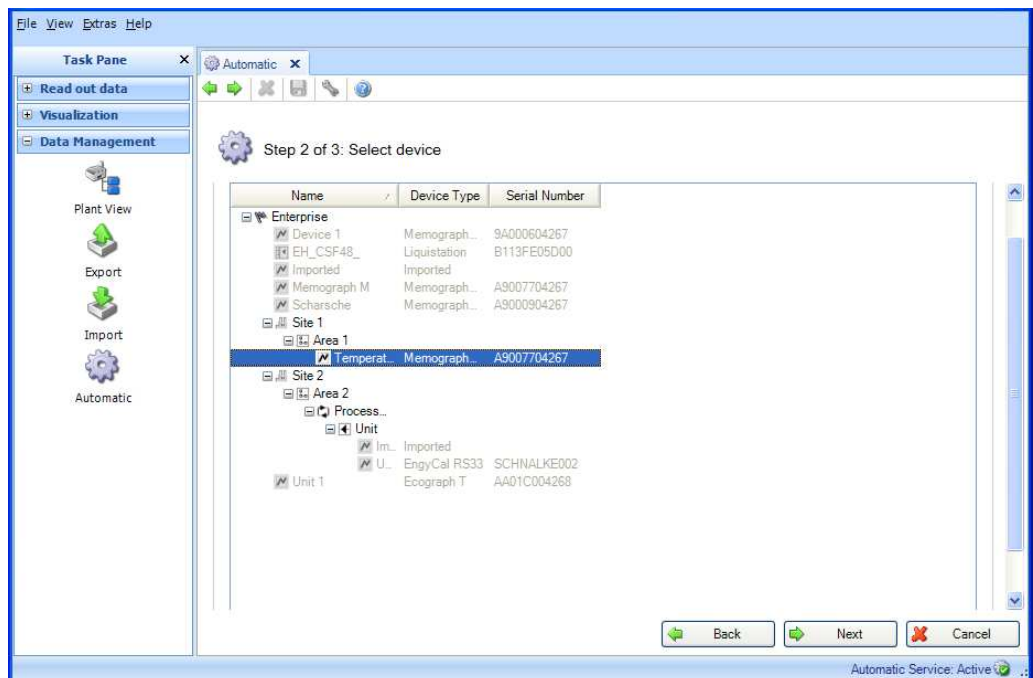 File View Extras Help
Task Pane
Automatic
Read out data
Visualization
Data Management
Plant View
Export
Import
Automatic
Step 2 of 3: Select device
Name Device Type Serial Number
Enterprise
Device 1 Memograph... 9A000604267
EH_CSF48_ Liquistation B113FE05D00
Imported Imported
Memograph M Memograph... A9007704267
Scharsche Memograph... A9000904267
Site 1
Area 1
Temperat... Memograph... A9007704267
Site 2
Area 2
Process...
Unit
Im... Imported
U... EngyCal RS33 SCHNALKE002
Unit 1 Ecograph T AA01C004268
Back Next Cancel
Automatic Service: Active